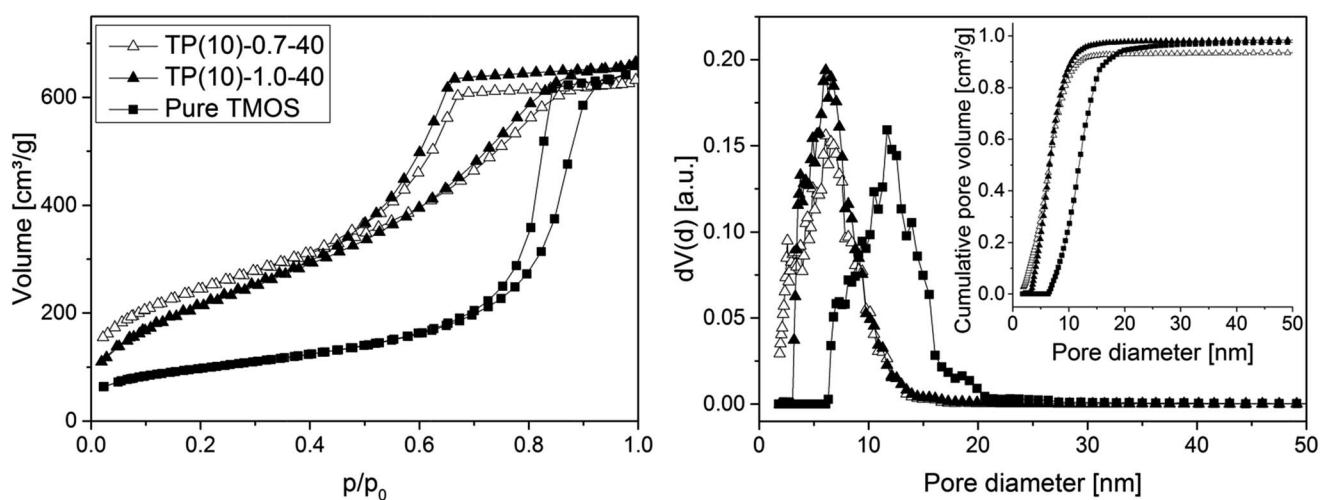 TP(10)-0.7-40
TP(10)-1.0-40
Pure TMOS
Volume [cm³/g]
800
600
400
200
0
0.0 0.2 0.4 0.6 0.8 1.0
p/p₀
dV(d) [a.u.]
0.20
0.15
0.10
0.05
0.00
0 10 20 30 40 50
Pore diameter [nm]
Cumulative pore volume [cm³/g]
1.0
0.8
0.6
0.4
0.2
0.0
0 10 20 30 40 50
Pore diameter [nm]